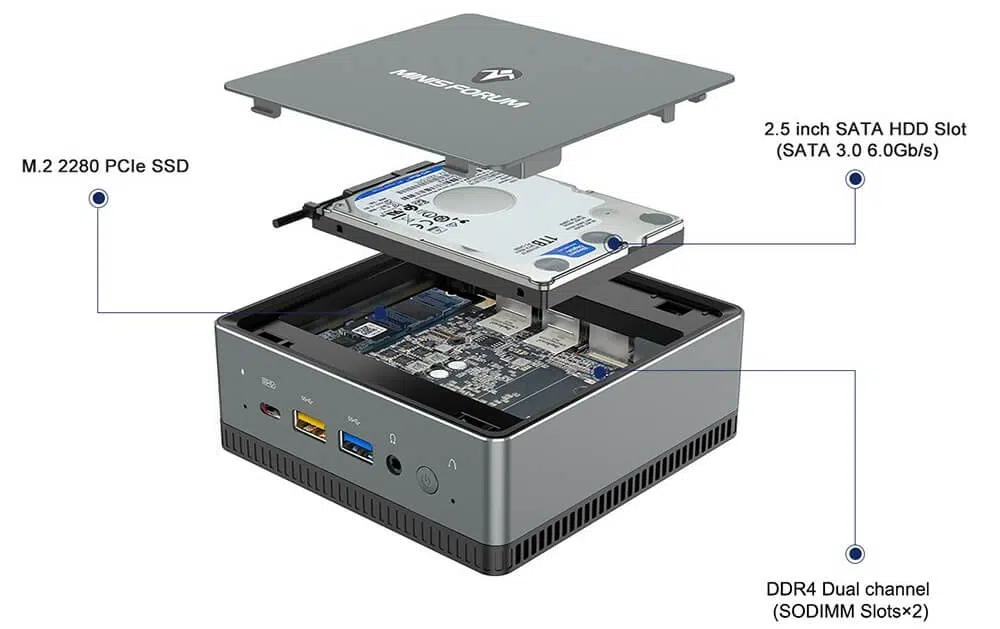 MINISFORUM
2.5 inch SATA HDD Slot
(SATA 3.0 6.0Gb/s)
M.2 2280 PCIe SSD
1TB
DDR4 Dual channel
(SODIMM Slots×2)